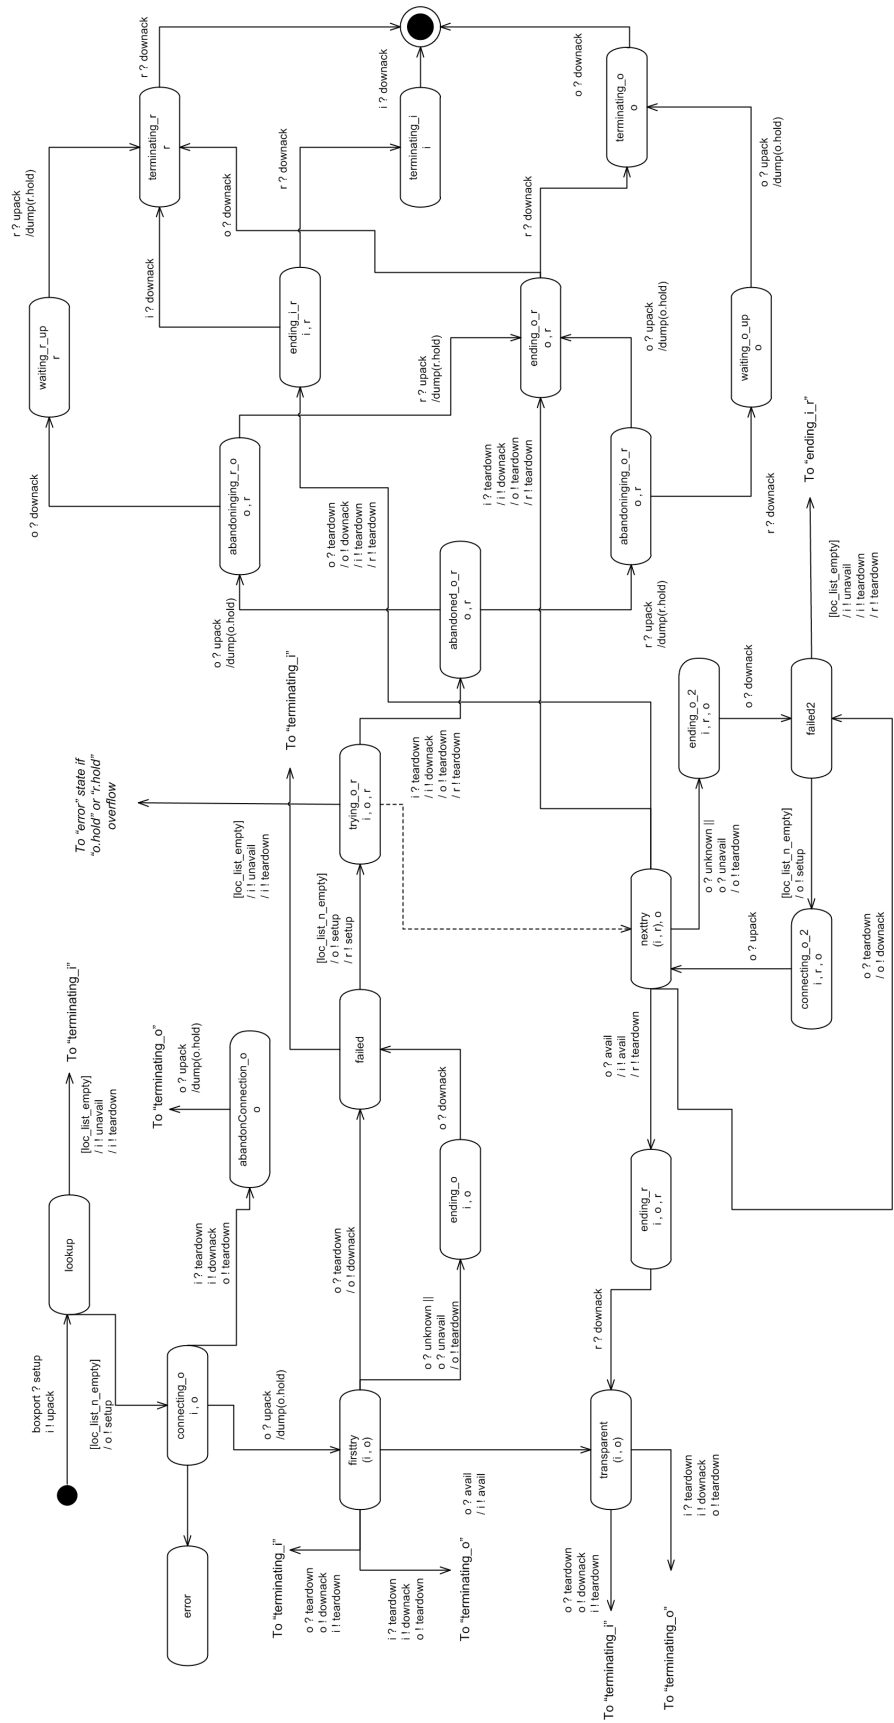 boxport ? setup
i ! upack
[loc_list_n_empty]
/ o ! setup
lookup
[loc_list_empty]
/ i ! unavail
/ i ! teardown
To “terminating_i”
To “error” state if
“o.hold” or “r.hold”
overflow
o ? downack
waiting_r_up
r
r ? upack
/dump(r.hold)
r ? downack
error
connecting_o
i , o
i ? teardown
i ! downack
o ! teardown
To “terminating_o”
o ? upack
/dump(o.hold)
abandonConnection_o
o
o ? upack
/dump(o.hold)
abandoninging_r_o
o , r
i ? downack
terminating_r
r
o ? downack
To “terminating_i”
o ? upack
/dump(o.hold)
[loc_list_empty]
/ i ! unavail
/ i ! teardown
To “terminating_i”
ending_i_r
i , r
r ? downack
o ? teardown
o ! downack
i ! teardown
firsttry
(i , o)
o ? teardown
/ o ! downack
failed
[loc_list_n_empty]
/ o ! setup
/ r ! setup
trying_o_r
i , o , r
o ? teardown
/ o ! downack
/ i ! teardown
/ r ! teardown
i ? downack
i ? teardown
i ! downack
o ! teardown
To “terminating_o”
o ? unknown ||
o ? unavail
/ o ! teardown
ending_o
i , o
o ? downack
i ? teardown
/ i ! downack
/ o ! teardown
/ r ! teardown
abandoned_o_r
o , r
r ? upack
/dump(r.hold)
terminating_i
i
o ? avail
/ i ! avail
i ? teardown
/ i ! downack
/ o ! teardown
/ r ! teardown
ending_o_r
o , r
r ? downack
o ? teardown
o ! downack
i ! teardown
To “terminating_i”
transparent
(i , o)
r ? downack
o ? avail
/ i ! avail
/ r ! teardown
ending_r
i , o , r
nexttry
(i , r), o
r ? upack
/dump(r.hold)
abandoninging_o_r
o , r
o ? upack
/dump(o.hold)
terminating_o
o
o ? downack
To “terminating_o”
i ? teardown
i ! downack
o ! teardown
o ? unknown ||
o ? unavail
/ o ! teardown
ending_o_2
i , r , o
o ? upack
o ? downack
r ? downack
waiting_o_up
o
o ? upack
/dump(o.hold)
connecting_o_2
i , r , o
[loc_list_n_empty]
/ o ! setup
failed2
To “ending_i_r”
[loc_list_empty]
/ i ! unavail
/ i ! teardown
/ r ! teardown
o ? teardown
/ o ! downack